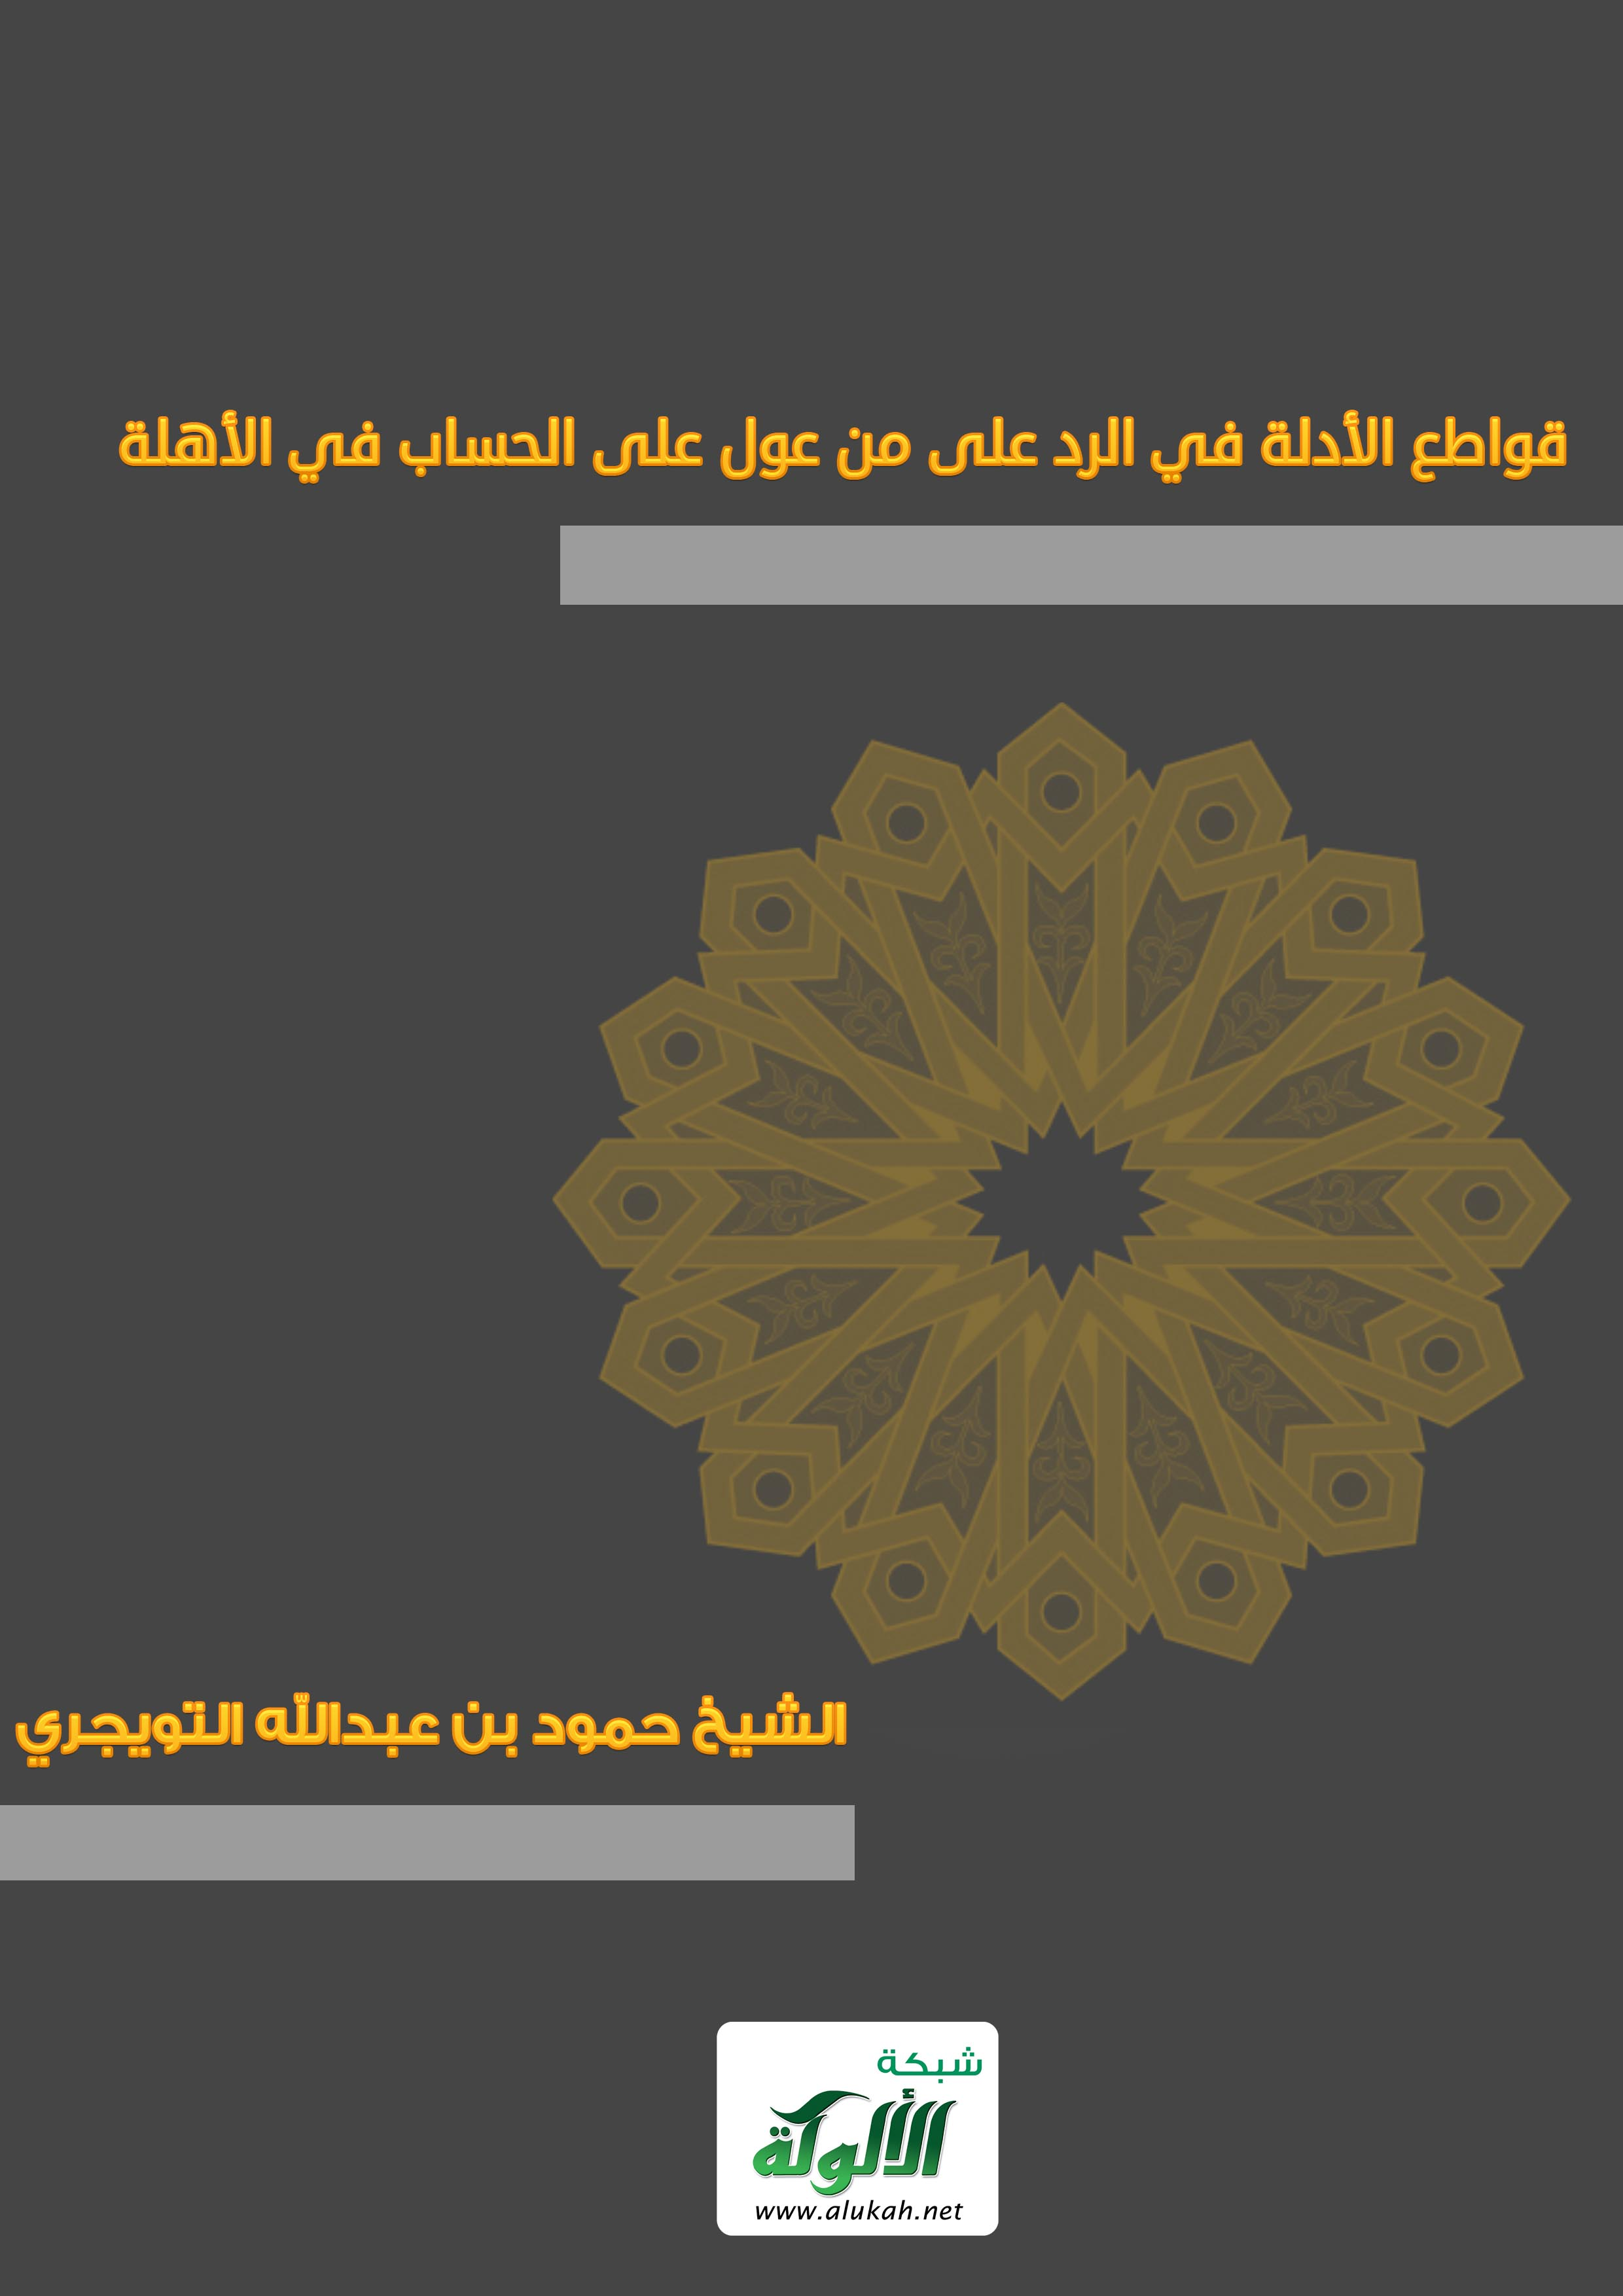 قواطع الأدلة في الرد على من عول على الحساب في الأهلة
الشيخ حمود بن عبدالله التويجري
شبكة
الألوكة
www.alukah.net